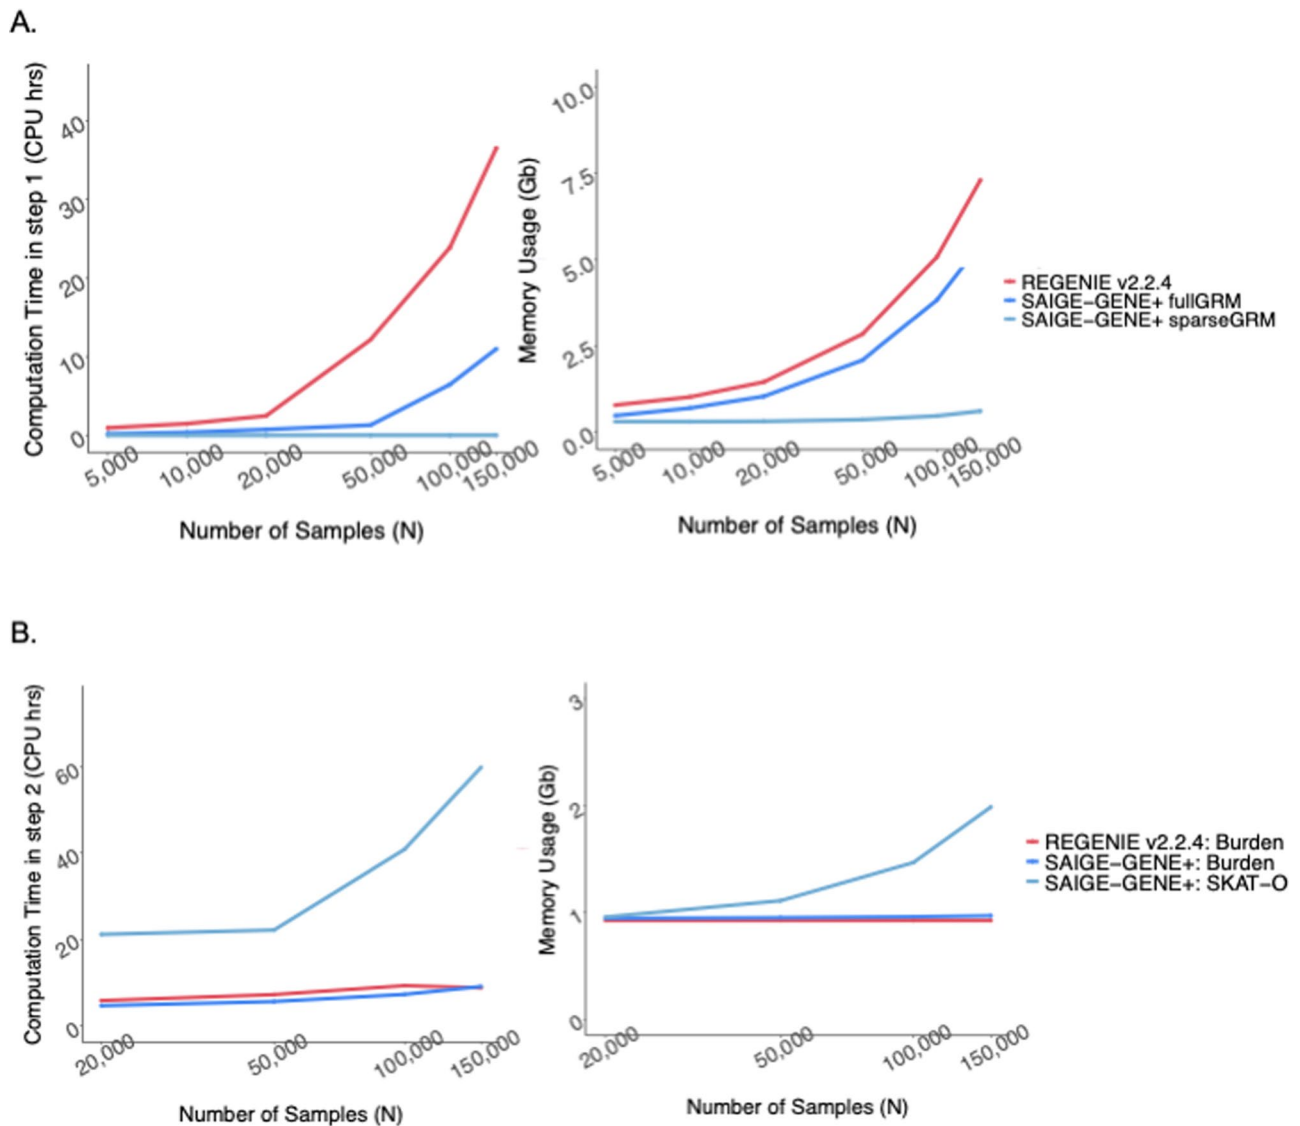 A.
Computation Time in step 1 (CPU hrs)
40
30
20
10
0
5,000 10,000 20,000 50,000 100,000 150,000
Number of Samples (N)
Memory Usage (Gb)
10.0
7.5
5.0
2.5
0.0
5,000 10,000 20,000 50,000 100,000 150,000
Number of Samples (N)
REGENIE v2.2.4
SAIGE−GENE+ fullGRM
SAIGE−GENE+ sparseGRM
B.
Computation Time in step 2 (CPU hrs)
60
40
20
0
20,000 50,000 100,000 150,000
Number of Samples (N)
Memory Usage (Gb)
3
2
1
0
20,000 50,000 100,000 150,000
Number of Samples (N)
REGENIE v2.2.4: Burden
SAIGE−GENE+: Burden
SAIGE−GENE+: SKAT−O